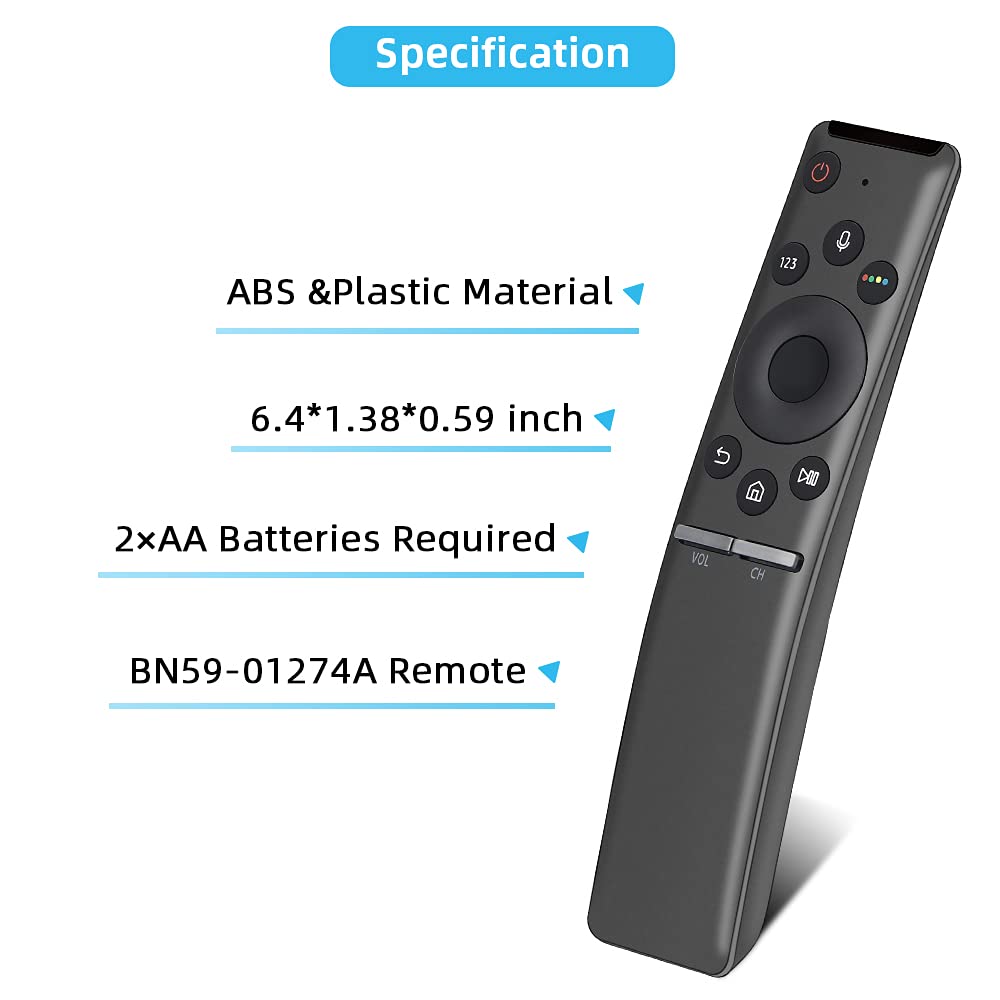 Specification
ABS &Plastic Material
6.4*1.38*0.59 inch
2×AA Batteries Required
BN59-01274A Remote
123
VOL
CH